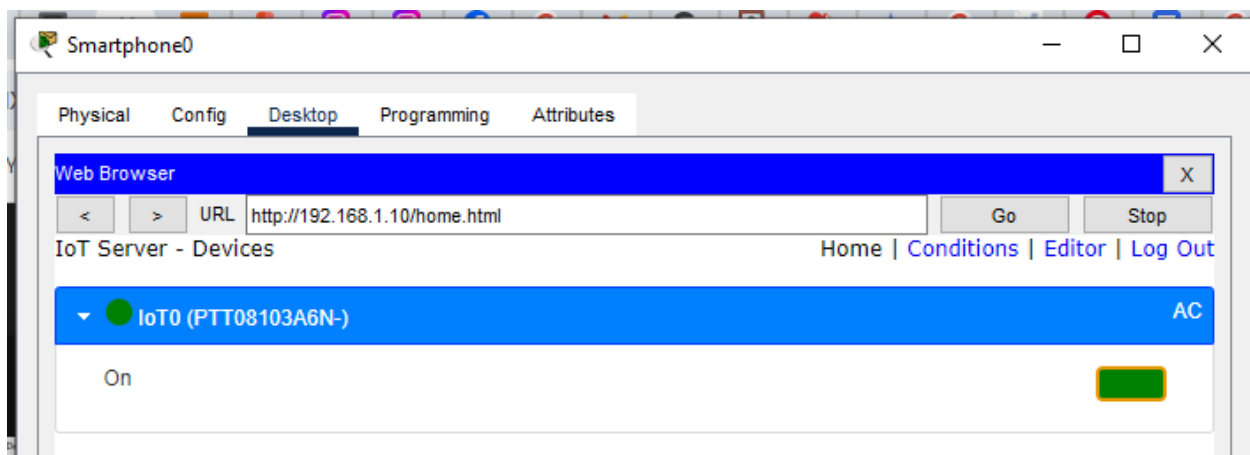 Smartphone0
Physical Config Desktop Programming Attributes
Web Browser X
< > URL http://192.168.1.10/home.html Go Stop
IoT Server - Devices Home | Conditions | Editor | Log Out
IoT0 (PTT08103A6N-) AC
On